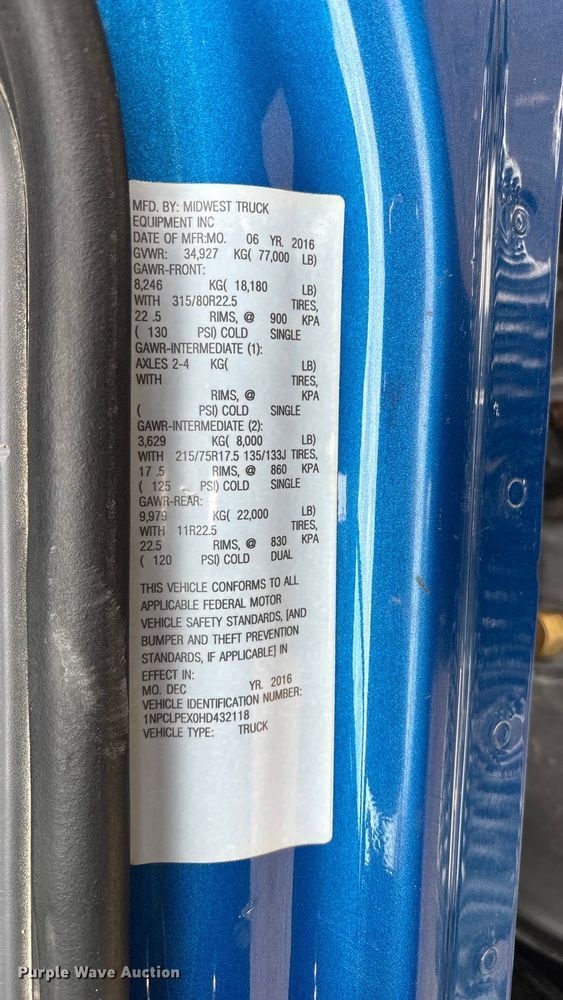 MFD. BY: MIDWEST TRUCK
EQUIPMENT INC
DATE OF MFR:MO. 06 YR. 2016
GVWR: 34,927 KG( 77,000 LB)
GAWR-FRONT:
8,246 KG( 18,180 LB)
WITH 315/80R22.5 TIRES,
22 .5 RIMS, @ 900 KPA
( 130 PSI) COLD SINGLE
GAWR-INTERMEDIATE (1):
AXLES 2-4 KG( LB)
WITH TIRES,
RIMS, @ KPA
( PSI) COLD SINGLE
GAWR-INTERMEDIATE (2):
3,629 KG( 8,000 LB)
WITH 215/75R17.5 135/133J TIRES,
17 .5 RIMS, @ 860 KPA
( 125 PSI) COLD SINGLE
GAWR-REAR:
9,979 KG( 22,000 LB)
WITH 11R22.5 TIRES,
22.5 RIMS, @ 830 KPA
( 120 PSI) COLD DUAL
THIS VEHICLE CONFORMS TO ALL
APPLICABLE FEDERAL MOTOR
VEHICLE SAFETY STANDARDS, [AND
BUMPER AND THEFT PREVENTION
STANDARDS, IF APPLICABLE] IN
EFFECT IN:
MO. DEC YR. 2016
VEHICLE IDENTIFICATION NUMBER:
1NPCLPEX0HD432118
VEHICLE TYPE: TRUCK
Purple Wave Auction